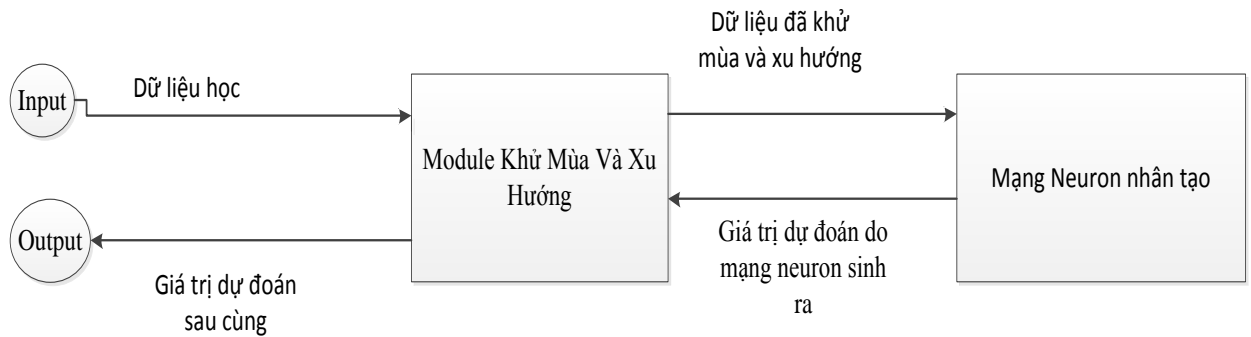 Input
Dữ liệu học
Module Khử Mùa Và Xu
Hướng
Dữ liệu đã khử
mùa và xu hướng
Mạng Neuron nhân tạo
Giá trị dự đoán do
mạng neuron sinh
ra
Output
Giá trị dự đoán
sau cùng